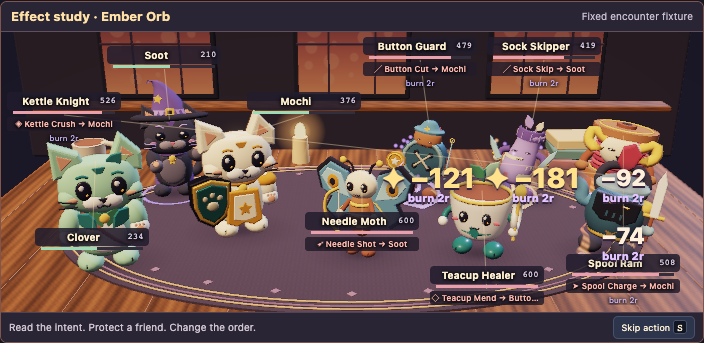 Effect study · Ember Orb
Fixed encounter fixture
Soot 210
Button Guard 479
Button Cut → Mochi
burn 2r
Sock Skipper 419
Sock Skip → Soot
burn 2r
Kettle Knight 526
Kettle Crush → Mochi
burn 2r
Mochi 376
−121
burn 2r
−181
burn 2r
−92
burn 2r
−74
burn 2r
Clover 234
Needle Moth 600
Needle Shot → Soot
Teacup Healer 600
Teacup Mend → Butto...
Spool Ram 508
Spool Charge → Mochi
burn 2r
Read the intent. Protect a friend. Change the order.
Skip action S